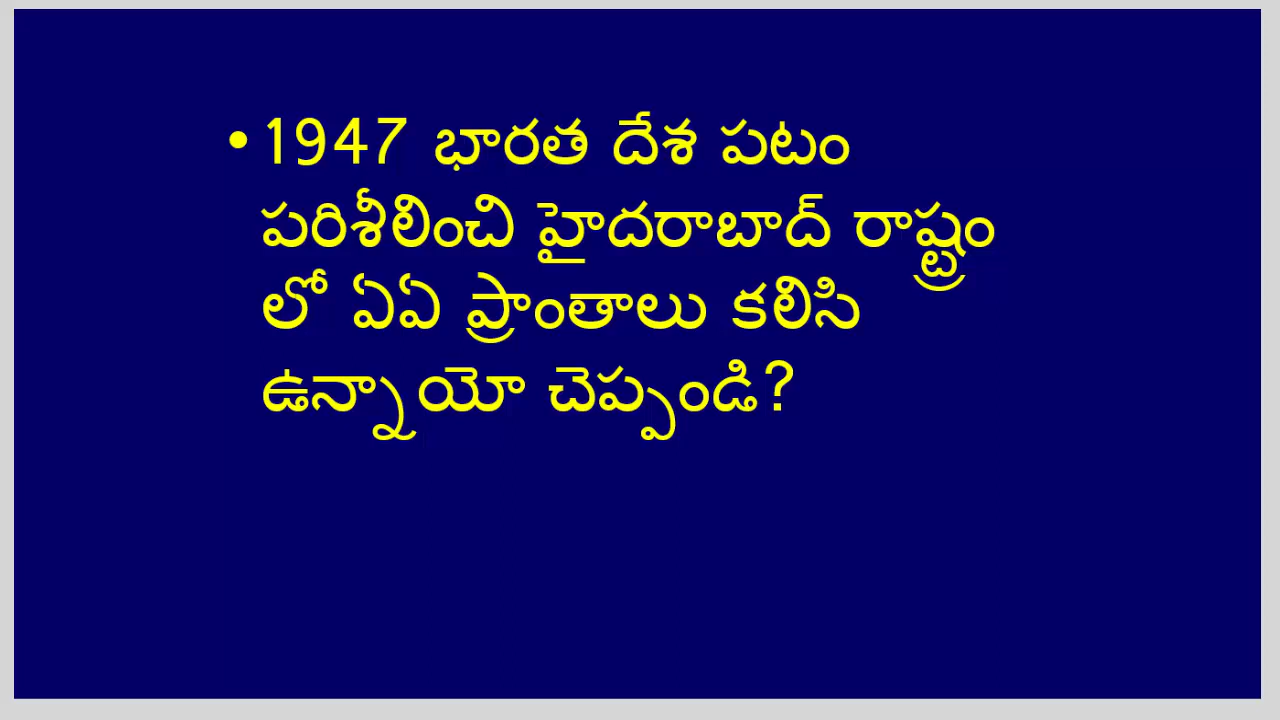 • 1947 భారత దేశ పటం
పరిశీలించి హైదరాబాద్ రాష్ట్రం
లో ఏఏ ప్రాంతాలు కలిసి
ఉన్నాయో చెప్పండి?